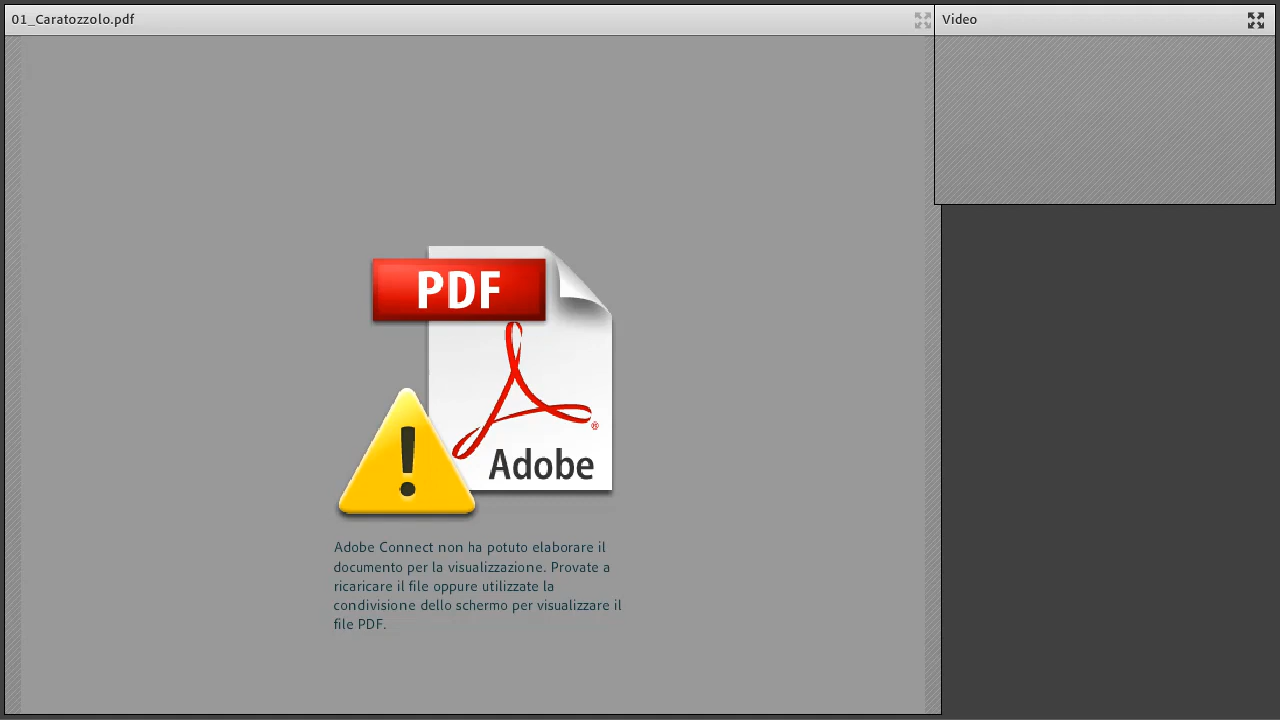 01_Caratozzolo.pdf
Video
PDF
Adobe
®
Adobe Connect non ha potuto elaborare il
documento per la visualizzazione. Provate a
ricaricare il file oppure utilizzate la
condivisione dello schermo per visualizzare il
file PDF.